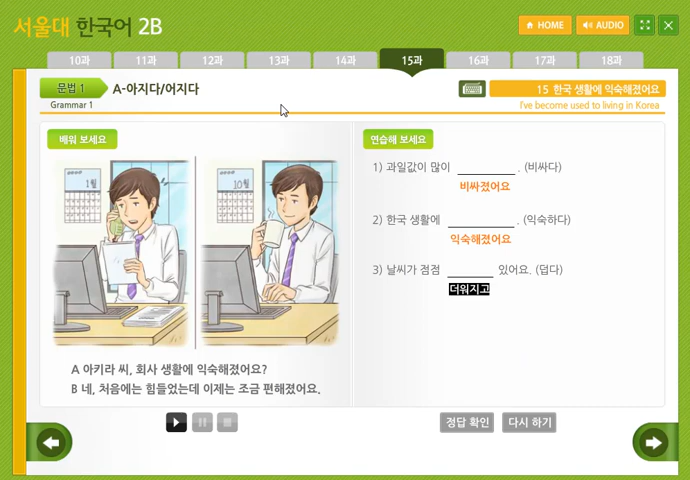 서울대 한국어 2B
HOME
AUDIO
10과
11과
12과
13과
14과
15과
16과
17과
18과
문법 1
A-아지다/어지다
15 한국 생활에 익숙해졌어요
Grammar 1
I've become used to living in Korea
배워 보세요
1월
10월
A 아키라 씨, 회사 생활에 익숙해졌어요?
B 네, 처음에는 힘들었는데 이제는 조금 편해졌어요.
연습해 보세요
1) 과일값이 많이 ________ . (비싸다)
비싸졌어요
2) 한국 생활에 ________ . (익숙하다)
익숙해졌어요
3) 날씨가 점점 ________ 있어요. (덥다)
더워지고
정답 확인
다시 하기